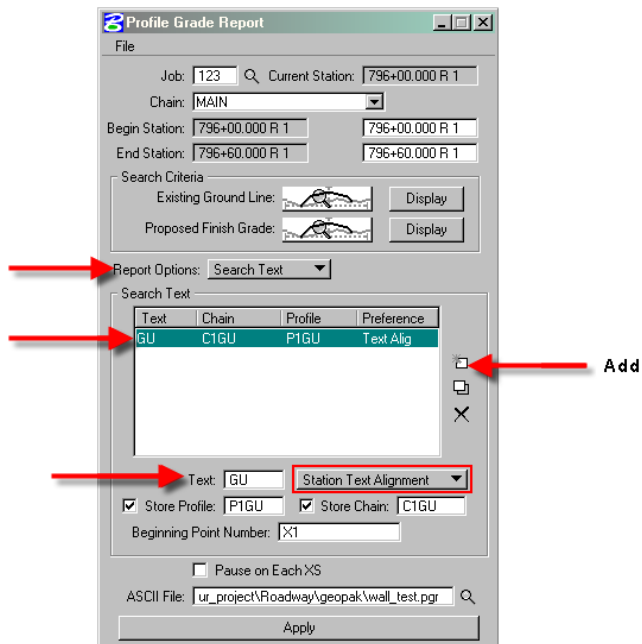 Profile Grade Report
File
Job: 123 Current Station: 796+00.000 R 1
Chain: MAIN
Begin Station: 796+00.000 R 1 796+00.000 R 1
End Station: 796+60.000 R 1 796+60.000 R 1
Search Criteria
Existing Ground Line: Display
Proposed Finish Grade: Display
Report Options: Search Text
Search Text
Text Chain Profile Preference
GU C1GU P1GU Text Alig
Add
Text: GU Station Text Alignment
Store Profile: P1GU Store Chain: C1GU
Beginning Point Number: X1
Pause on Each XS
ASCII File: ur_project\Roadway\geopak\wall_test.pgr
Apply